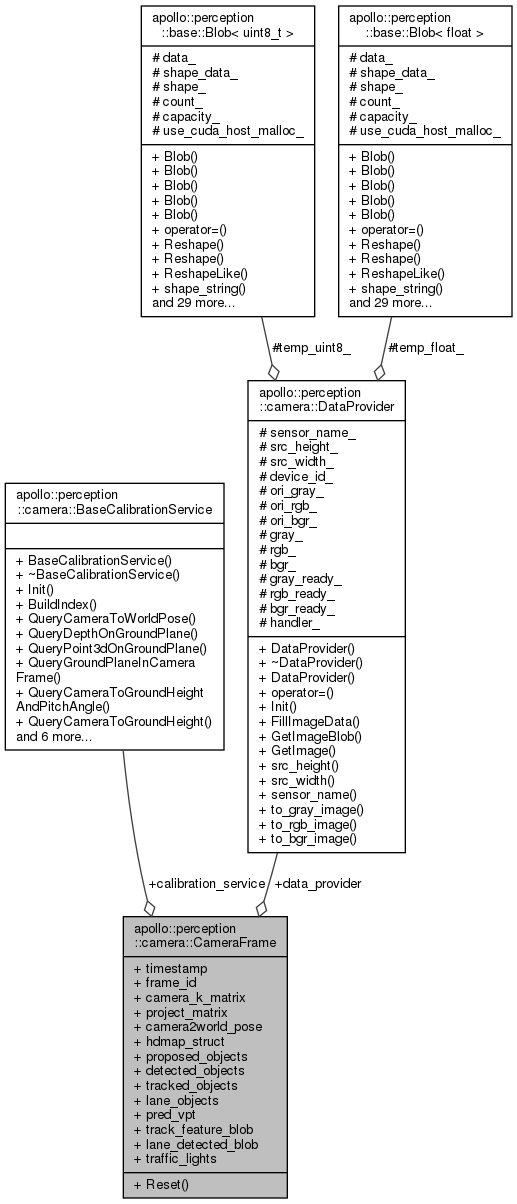 apollo::perception
::base::Blob< uint8_t >
# data_
# shape_data_
# shape_
# count_
# capacity_
# use_cuda_host_malloc_
+ Blob()
+ Blob()
+ Blob()
+ Blob()
+ Blob()
+ operator=()
+ Reshape()
+ Reshape()
+ ReshapeLike()
+ shape_string()
and 29 more...
apollo::perception
::base::Blob< float >
# data_
# shape_data_
# shape_
# count_
# capacity_
# use_cuda_host_malloc_
+ Blob()
+ Blob()
+ Blob()
+ Blob()
+ Blob()
+ operator=()
+ Reshape()
+ Reshape()
+ ReshapeLike()
+ shape_string()
and 29 more...
#temp_uint8_
#temp_float_
apollo::perception
::camera::DataProvider
# sensor_name_
# src_height_
# src_width_
# device_id_
# ori_gray_
# ori_rgb_
# ori_bgr_
# gray_
# rgb_
# bgr_
# gray_ready_
# rgb_ready_
# bgr_ready_
# handler_
+ DataProvider()
+ ~DataProvider()
+ DataProvider()
+ operator=()
+ Init()
+ FillImageData()
+ GetImageBlob()
+ GetImage()
+ src_height()
+ src_width()
+ sensor_name()
+ to_gray_image()
+ to_rgb_image()
+ to_bgr_image()
apollo::perception
::camera::BaseCalibrationService
+ BaseCalibrationService()
+ ~BaseCalibrationService()
+ Init()
+ BuildIndex()
+ QueryCameraToWorldPose()
+ QueryDepthOnGroundPlane()
+ QueryPoint3dOnGroundPlane()
+ QueryGroundPlaneInCamera
Frame()
+ QueryCameraToGroundHeight
AndPitchAngle()
+ QueryCameraToGroundHeight()
and 6 more...
+calibration_service
+data_provider
apollo::perception
::camera::CameraFrame
+ timestamp
+ frame_id
+ camera_k_matrix
+ project_matrix
+ camera2world_pose
+ hdmap_struct
+ proposed_objects
+ detected_objects
+ tracked_objects
+ lane_objects
+ pred_vpt
+ track_feature_blob
+ lane_detected_blob
+ traffic_lights
+ Reset()